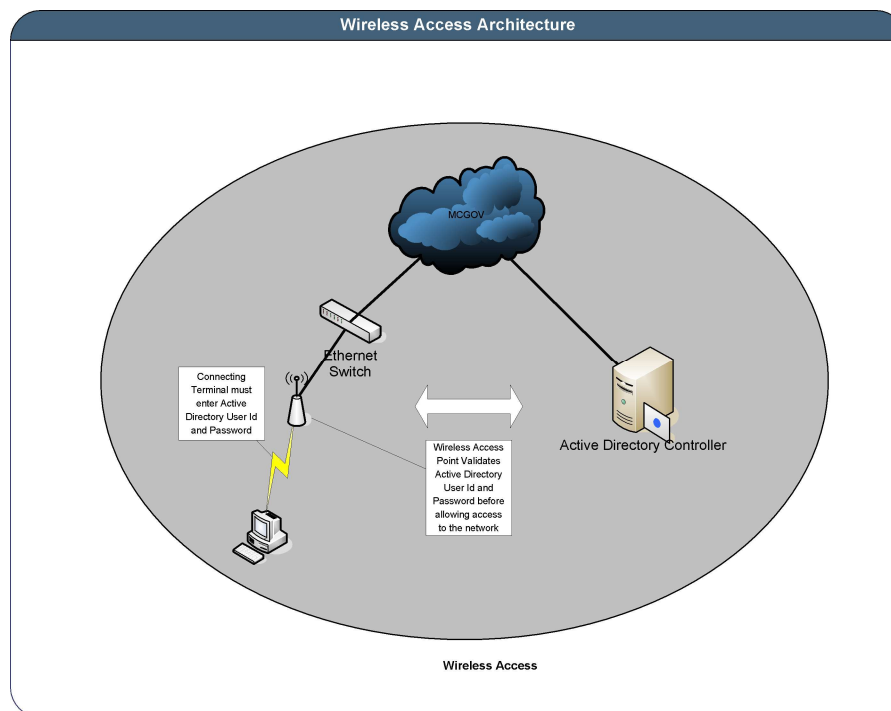 Wireless Access Architecture
MCGOV
Ethernet
Switch
Connecting
Terminal must
enter Active
Directory User Id
and Password
Wireless Access
Point Validates
Active Directory
User Id and
Password before
allowing access
to the network
Active Directory Controller
Wireless Access